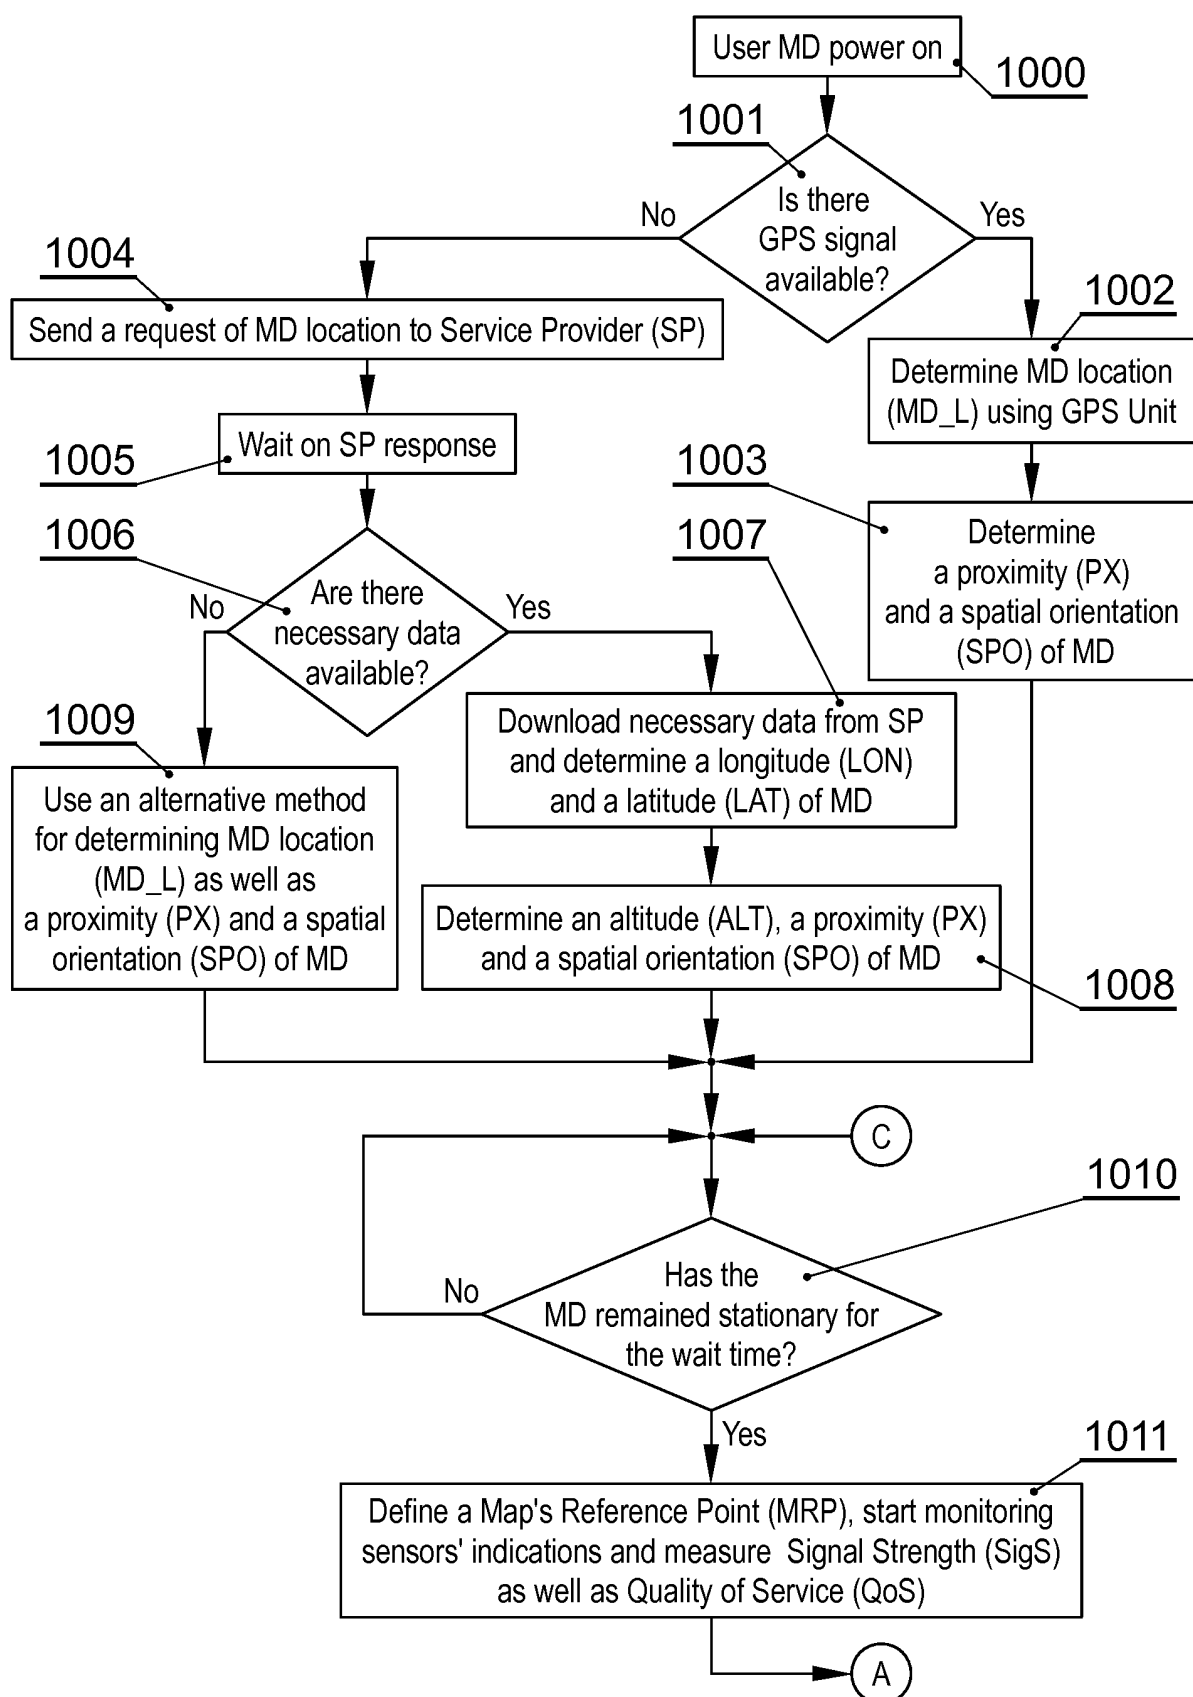 User MD power on
1000
1001
Is there
GPS signal
available?
No
Yes
1004
Send a request of MD location to Service Provider (SP)
1002
Determine MD location
(MD_L) using GPS Unit
1005
Wait on SP response
1003
Determine
a proximity (PX)
and a spatial orientation
(SPO) of MD
1006
Are there
necessary data
available?
No
Yes
1007
Download necessary data from SP
and determine a longitude (LON)
and a latitude (LAT) of MD
1009
Use an alternative method
for determining MD location
(MD_L) as well as
a proximity (PX) and a spatial
orientation (SPO) of MD
Determine an altitude (ALT), a proximity (PX)
and a spatial orientation (SPO) of MD
1008
C
1010
Has the
MD remained stationary for
the wait time?
No
Yes
1011
Define a Map's Reference Point (MRP), start monitoring
sensors' indications and measure Signal Strength (SigS)
as well as Quality of Service (QoS)
A